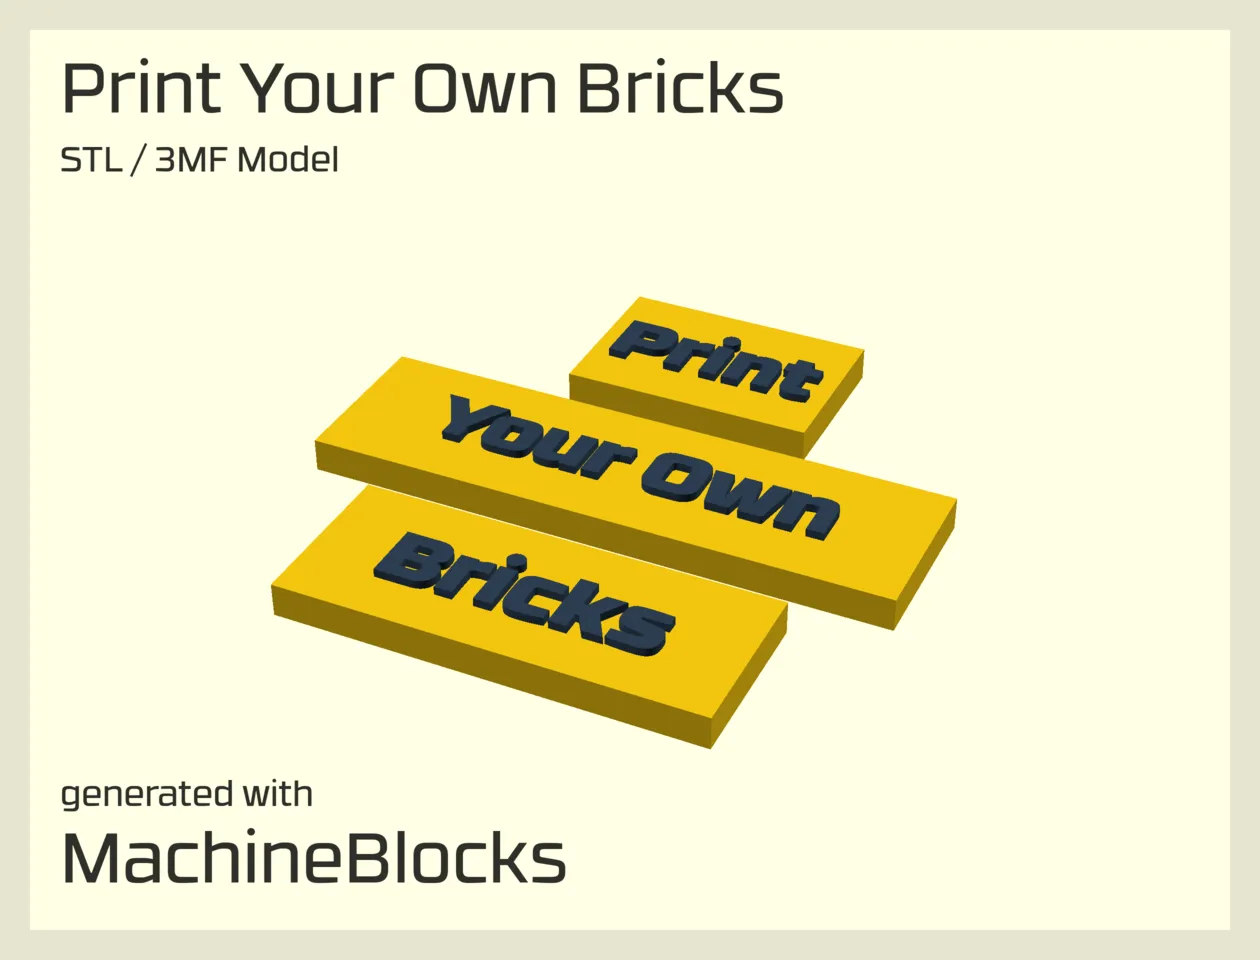 Print Your Own Bricks
STL / 3MF Model
Print
Your Own
Bricks
generated with
MachineBlocks